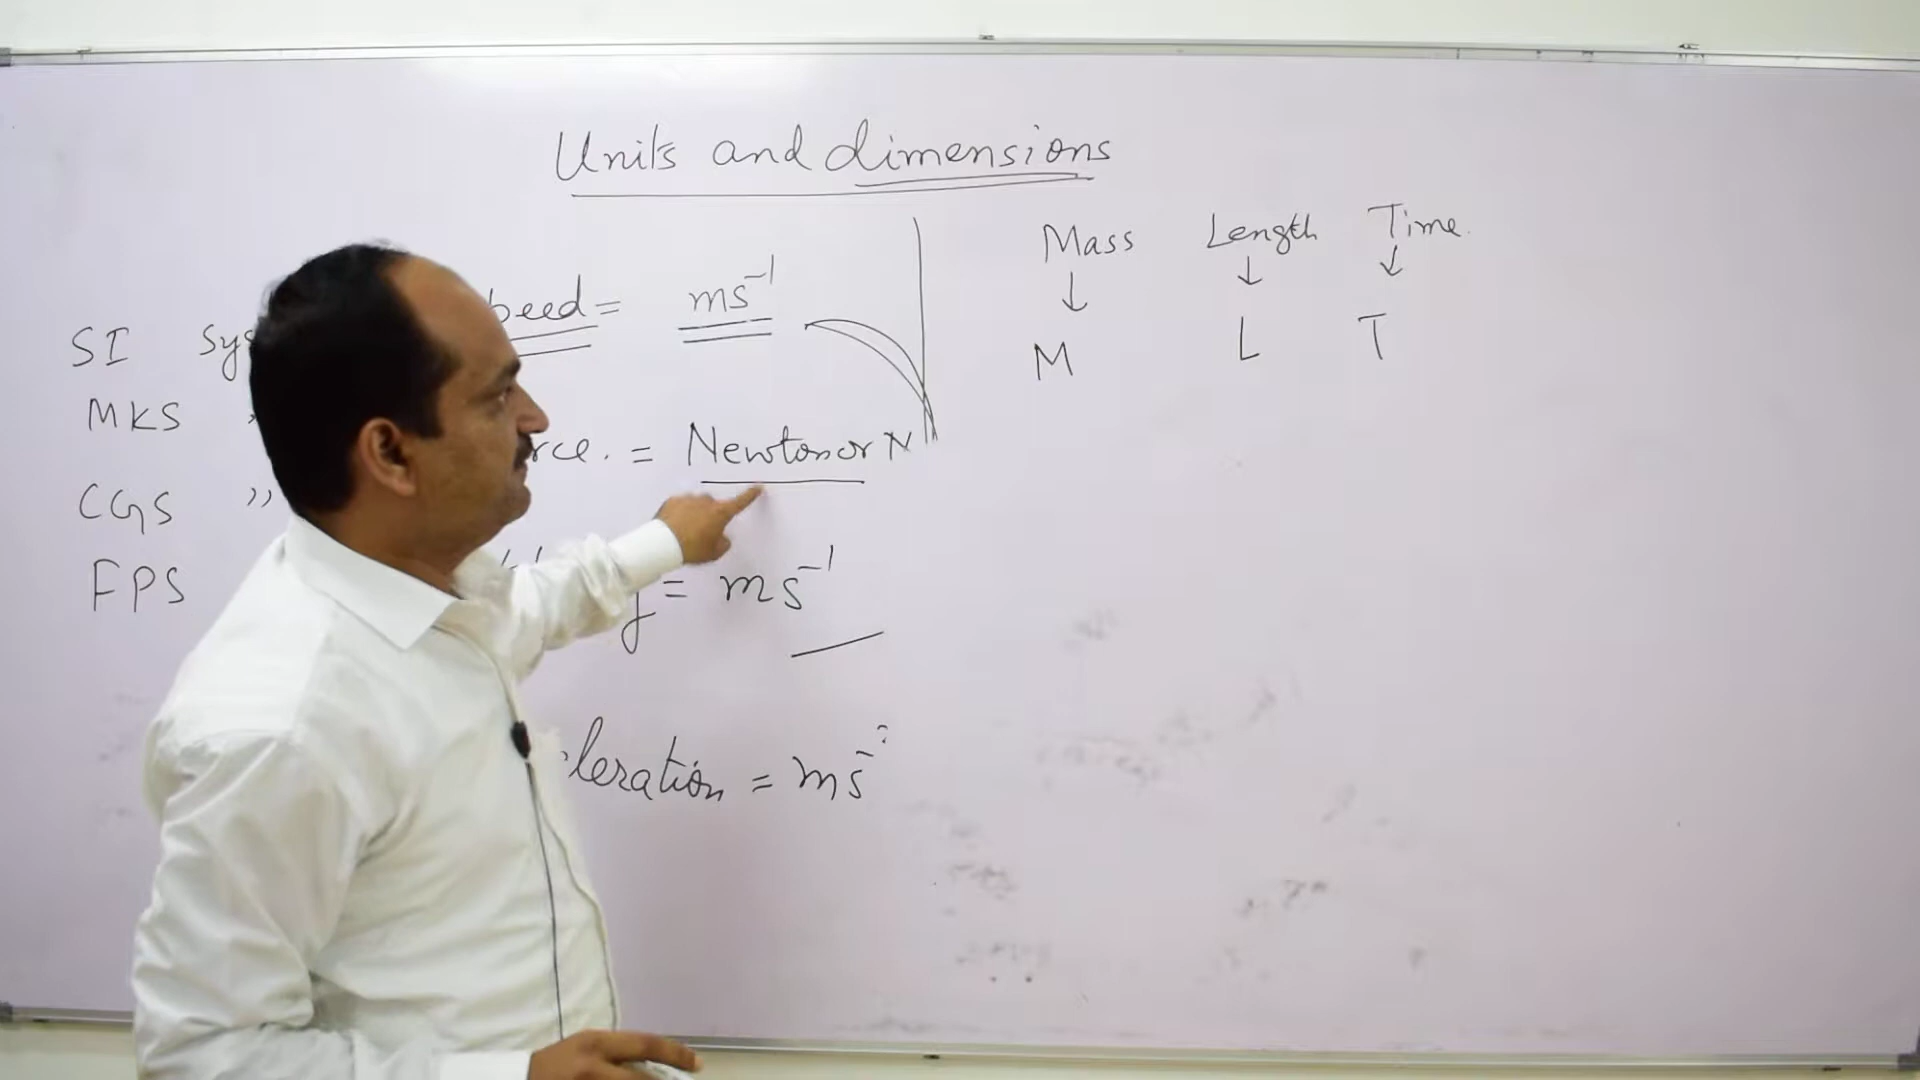 Units and dimensions
SI Sys
MKS "
CGS "
FPS
peed = ms⁻¹
rce. = Newton or N
y = ms⁻¹
leration = ms⁻²
Mass Length Time.
↓ ↓ ↓
M L T